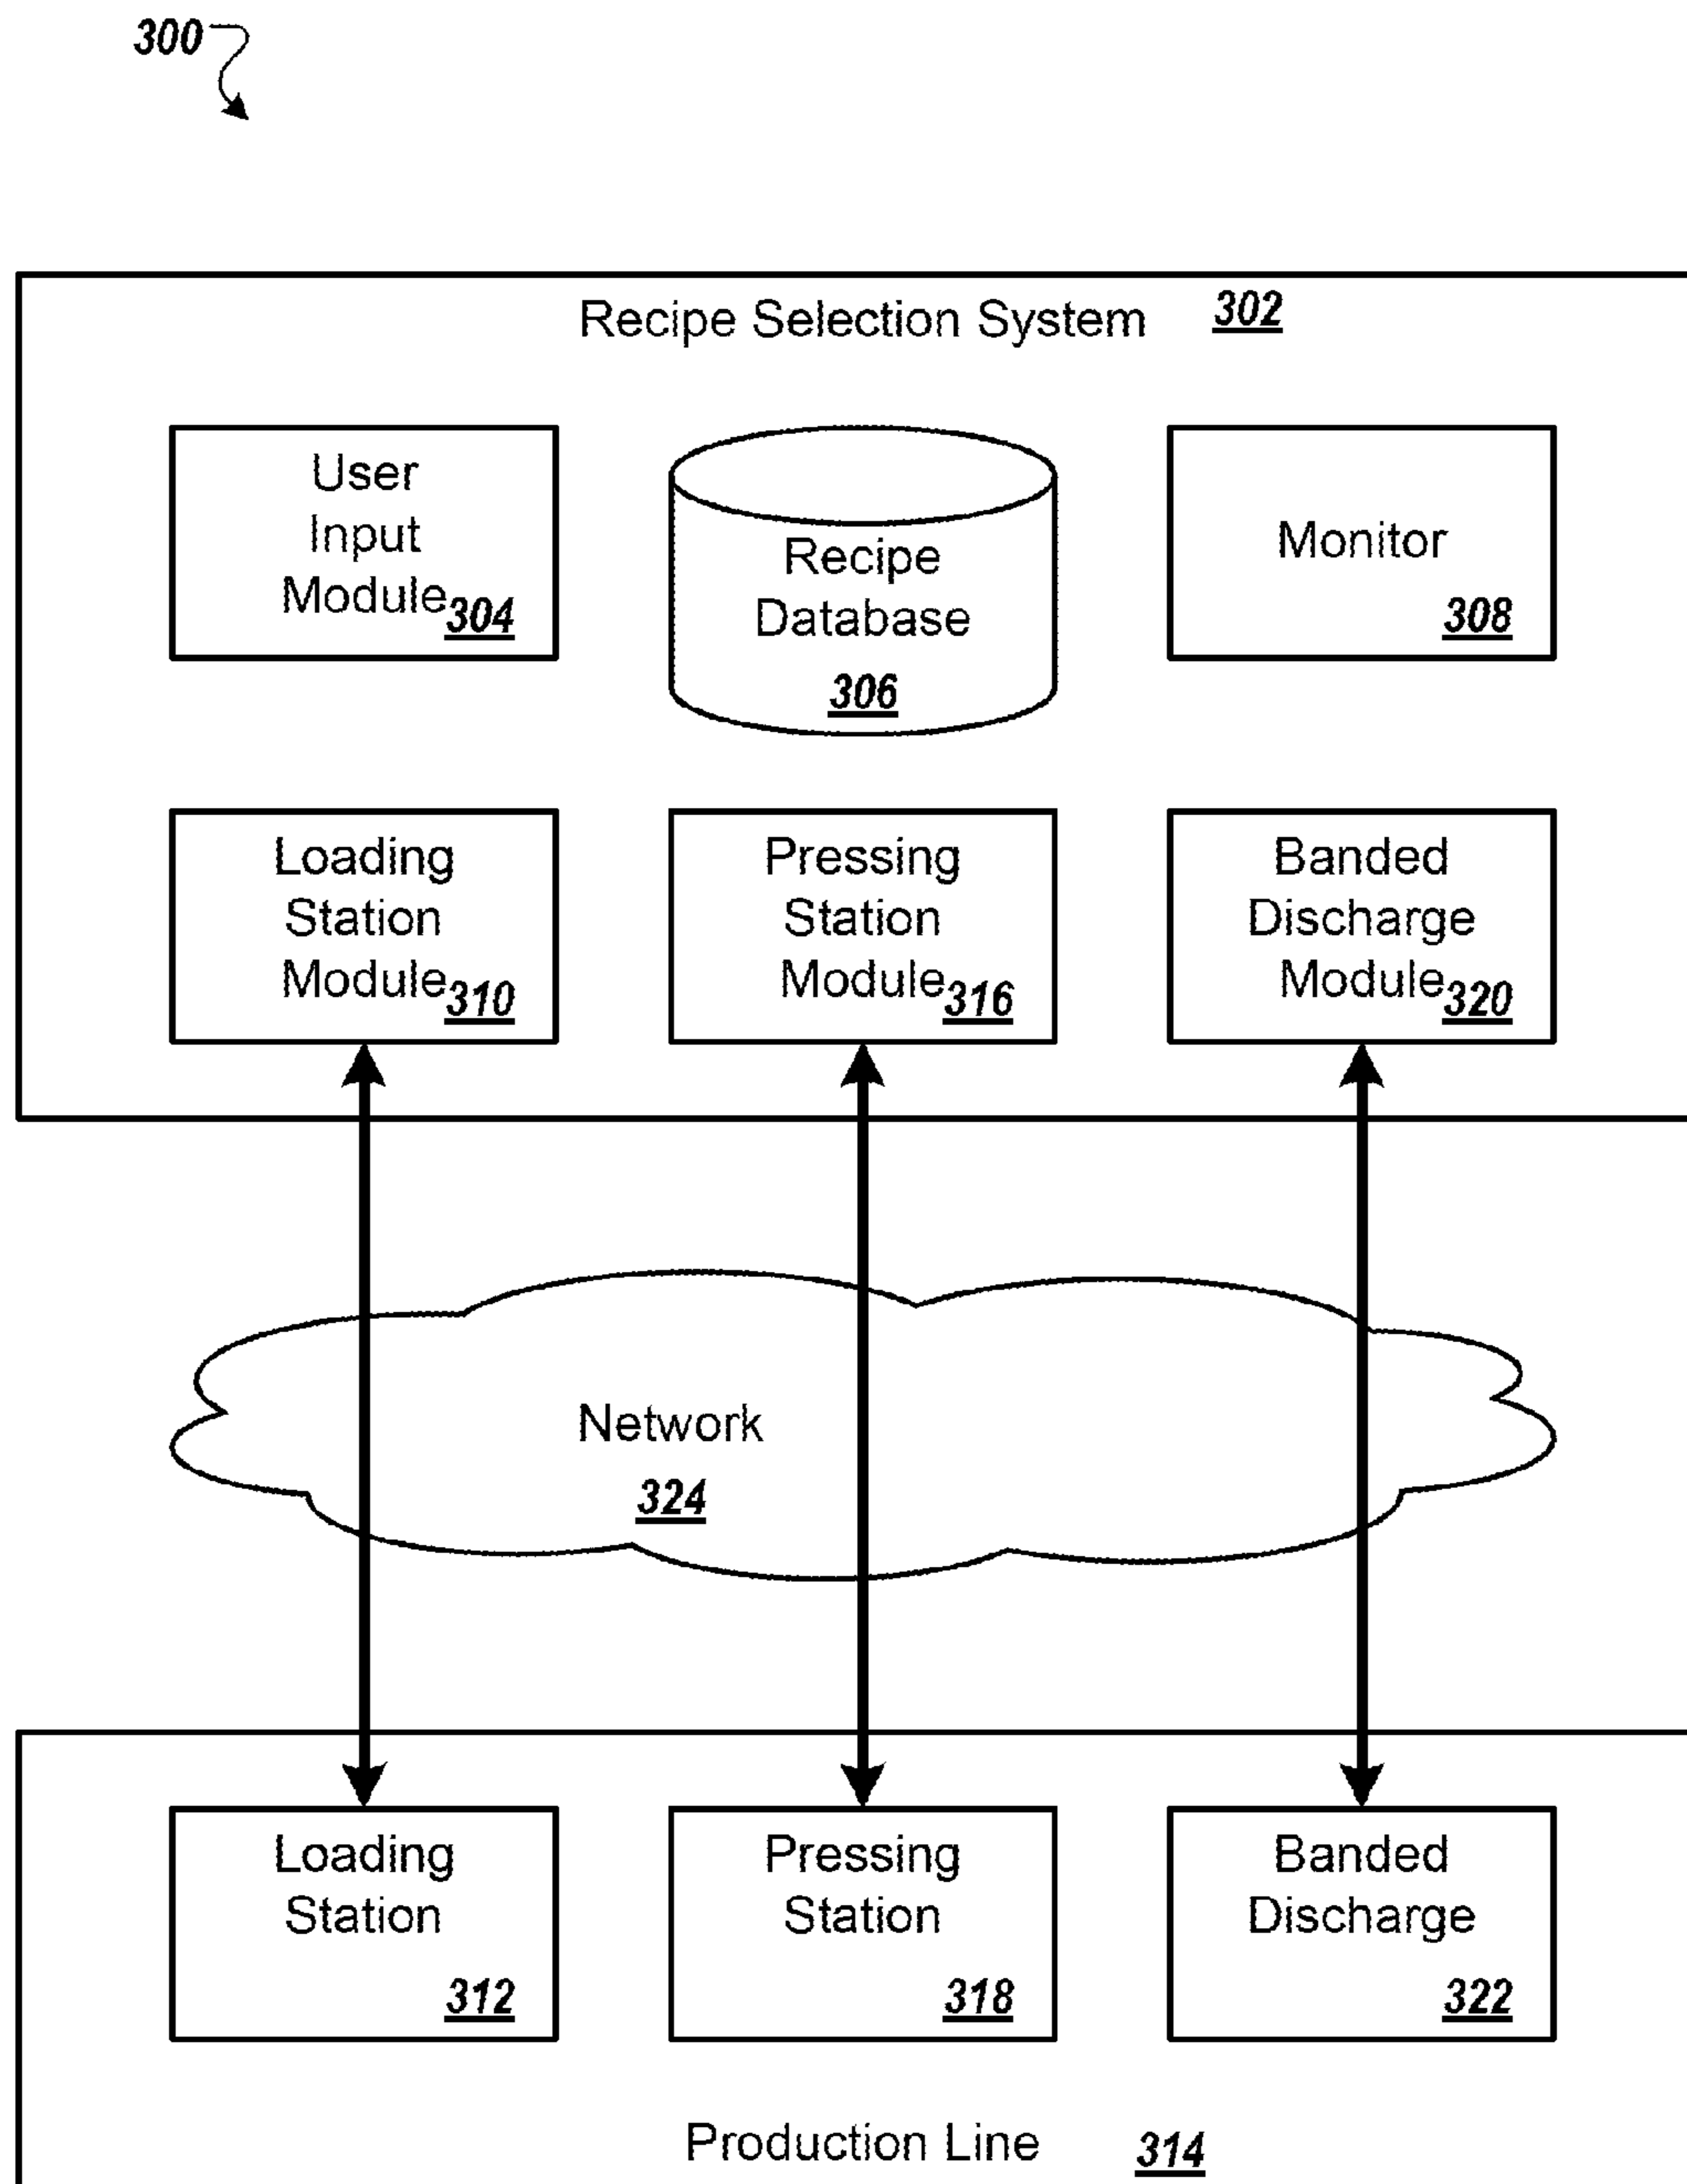 300
Recipe Selection System 302
User
Input
Module 304
Recipe
Database
306
Monitor
308
Loading
Station
Module 310
Pressing
Station
Module 316
Banded
Discharge
Module 320
Network
324
Loading
Station
312
Pressing
Station
318
Banded
Discharge
322
Production Line 314